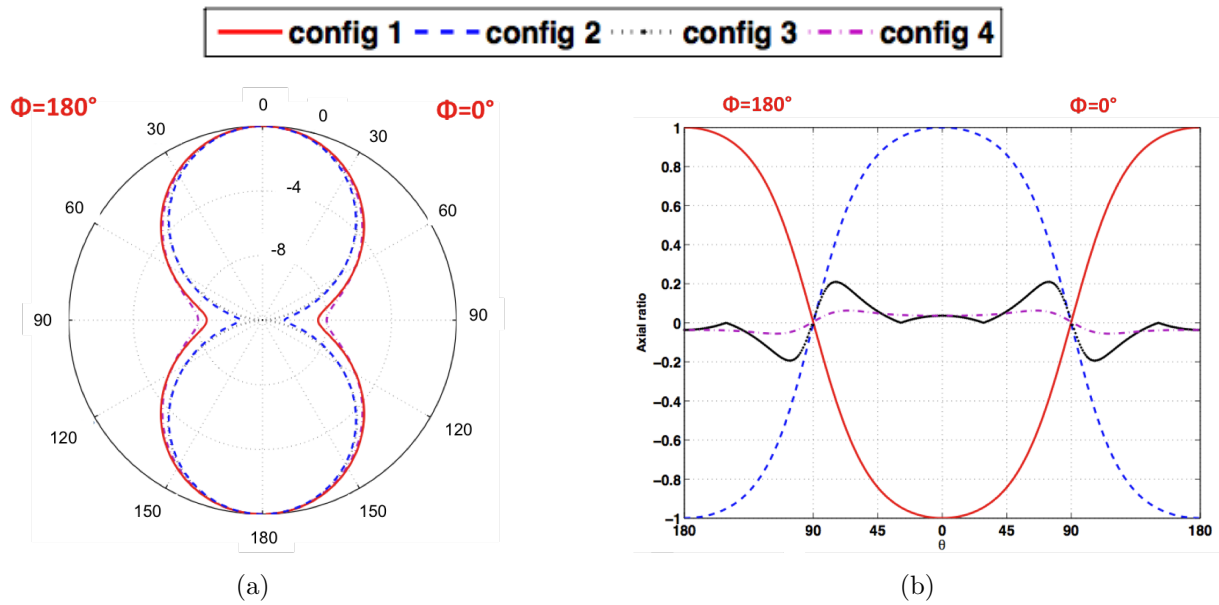 config 1 config 2 config 3 config 4
Φ=180° Φ=0°
0
30 0 30
-4
60 60
-8
90 90
120 120
150 150
180
(a)
Φ=180° Φ=0°
1
0.8
0.6
0.4
0.2
0
−0.2
−0.4
−0.6
−0.8
−1
Axial ratio
180 90 45 0 45 90 180
θ
(b)